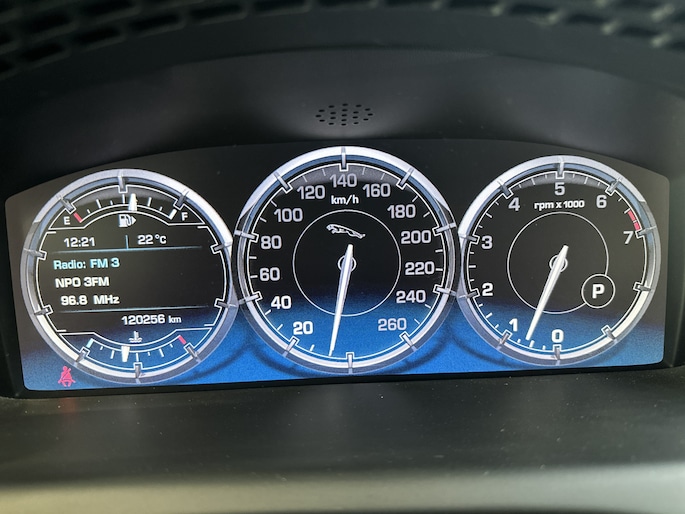 E F
12:21 22 °C
Radio: FM 3
NPO 3FM
96.8 MHz
120256 km
km/h
20 40 60 80 100 120 140 160 180 200 220 240 260
rpm x 1000
0 1 2 3 4 5 6 7
P